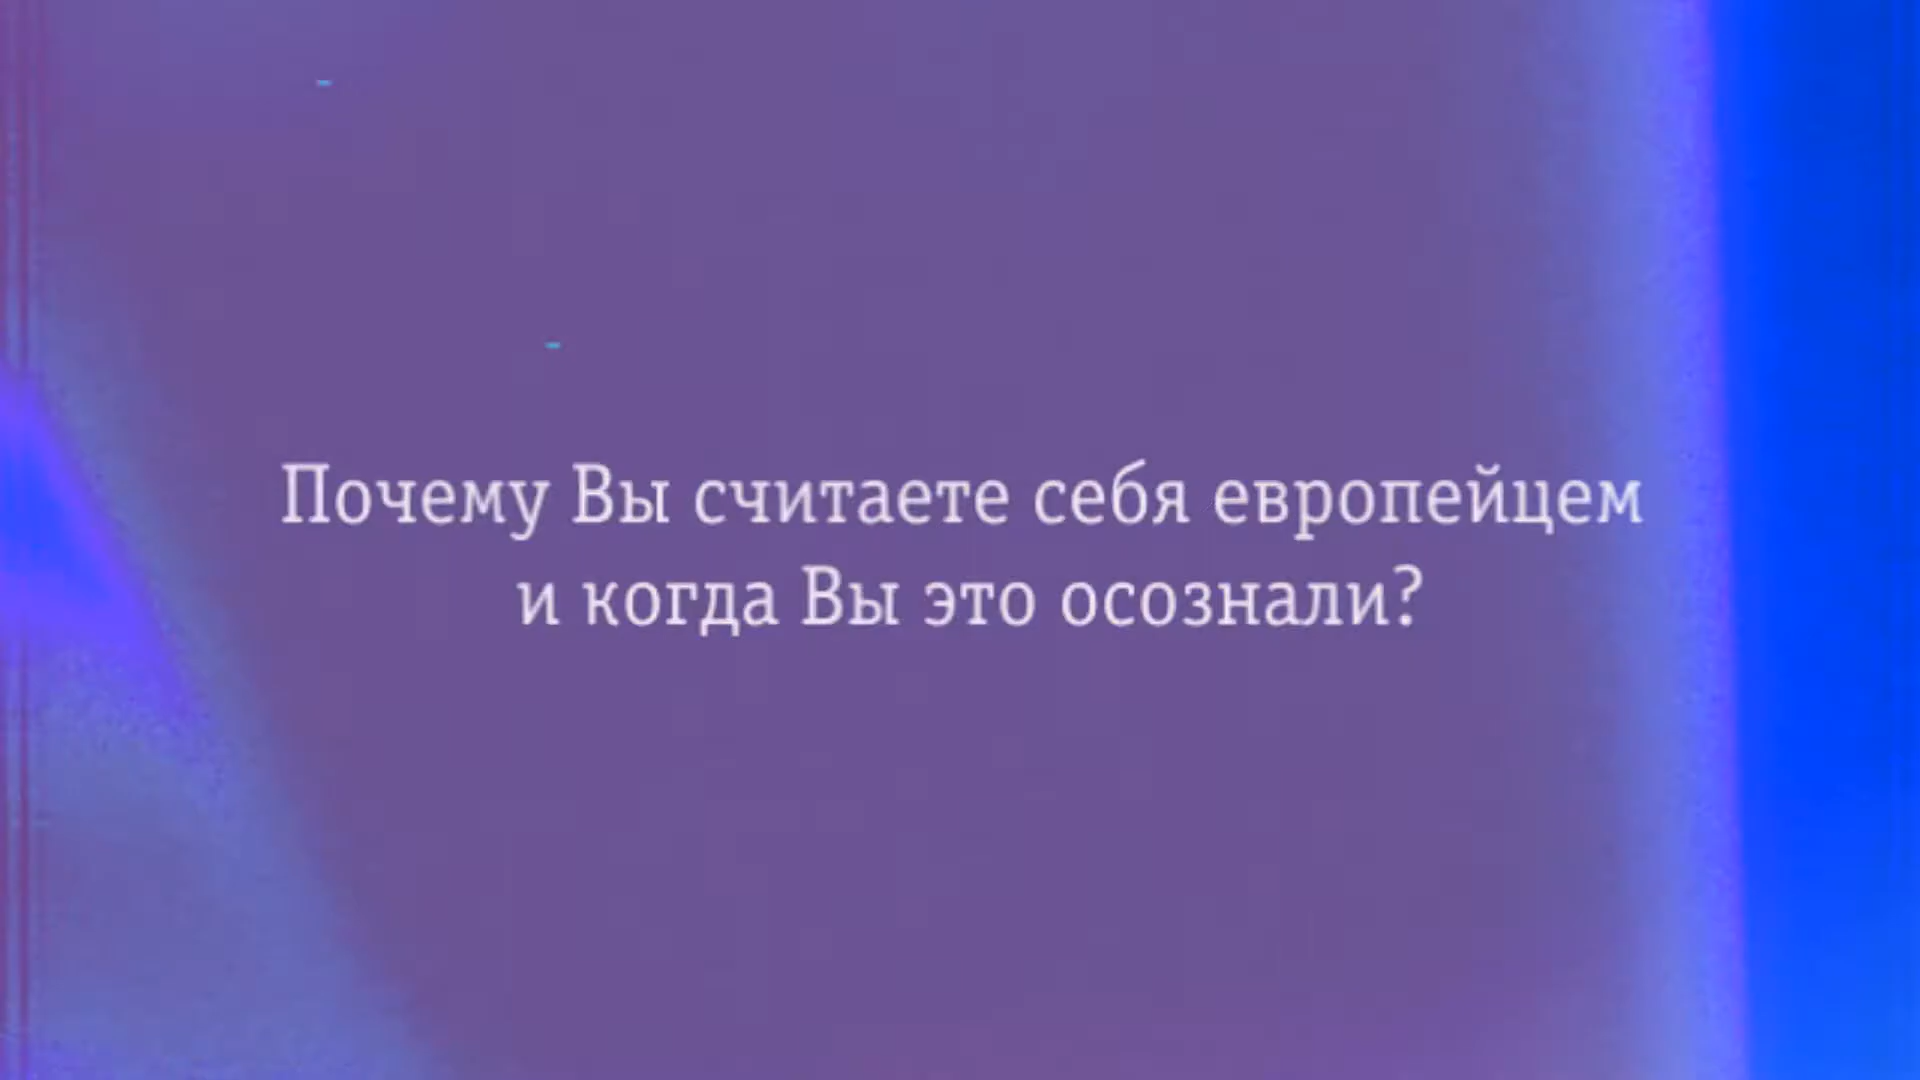 Почему Вы считаете себя европейцем
и когда Вы это осознали?